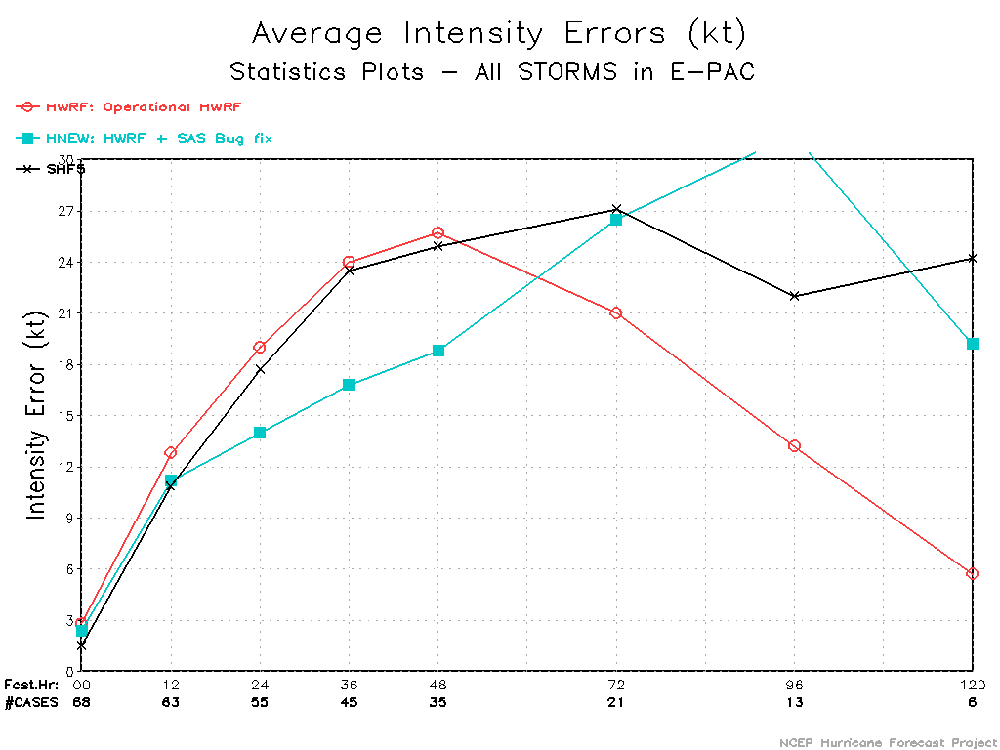 Average Intensity Errors (kt)
Statistics Plots – All STORMS in E-PAC
HWRF: Operational HWRF
HNEW: HWRF + SAS Bug fix
SHF5
30
27
24
21
18
15
12
9
6
3
0
Intensity Error (kt)
Fcst.Hr: 00 12 24 36 48 72 96 120
#CASES 68 63 55 45 35 21 13 6
NCEP Hurricane Forecast Project